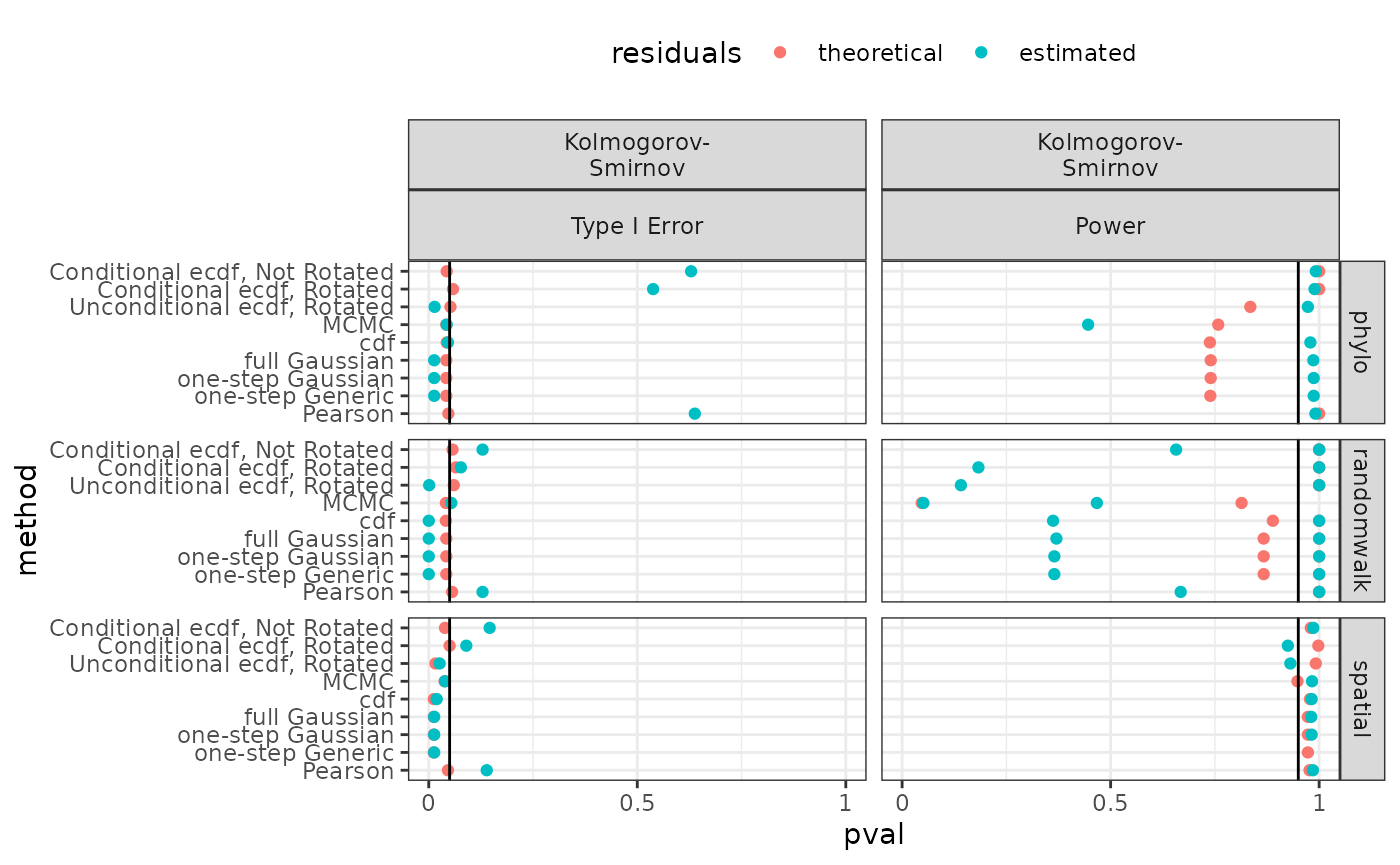 residuals theoretical estimated
Kolmogorov-
Smirnov
Kolmogorov-
Smirnov
Type I Error
Power
Conditional ecdf, Not Rotated
Conditional ecdf, Rotated
Unconditional ecdf, Rotated
MCMC
cdf
full Gaussian
one-step Gaussian
one-step Generic
Pearson
phylo
Conditional ecdf, Not Rotated
Conditional ecdf, Rotated
Unconditional ecdf, Rotated
MCMC
cdf
full Gaussian
one-step Gaussian
one-step Generic
Pearson
randomwalk
Conditional ecdf, Not Rotated
Conditional ecdf, Rotated
Unconditional ecdf, Rotated
MCMC
cdf
full Gaussian
one-step Gaussian
one-step Generic
Pearson
spatial
method
0 0.5 1
0 0.5 1
pval